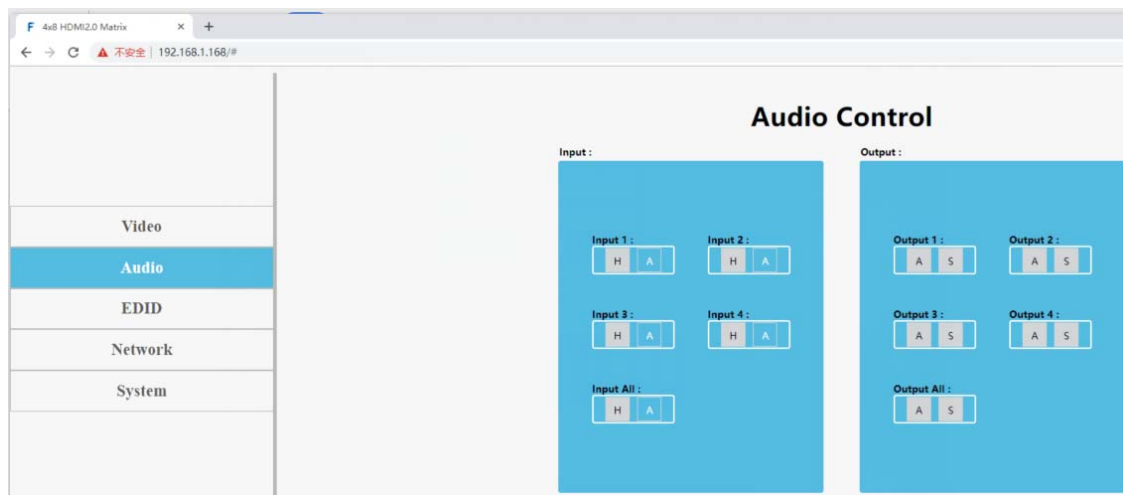 F 4x8 HDMI2.0 Matrix × +
不安全 | 192.168.1.168/#
Audio Control
Input :
Output :
Video
Audio
EDID
Network
System
Input 1 :
Input 2 :
H A
H A
Input 3 :
Input 4 :
H A
H A
Input All :
H A
Output 1 :
Output 2 :
A S
A S
Output 3 :
Output 4 :
A S
A S
Output All :
A S